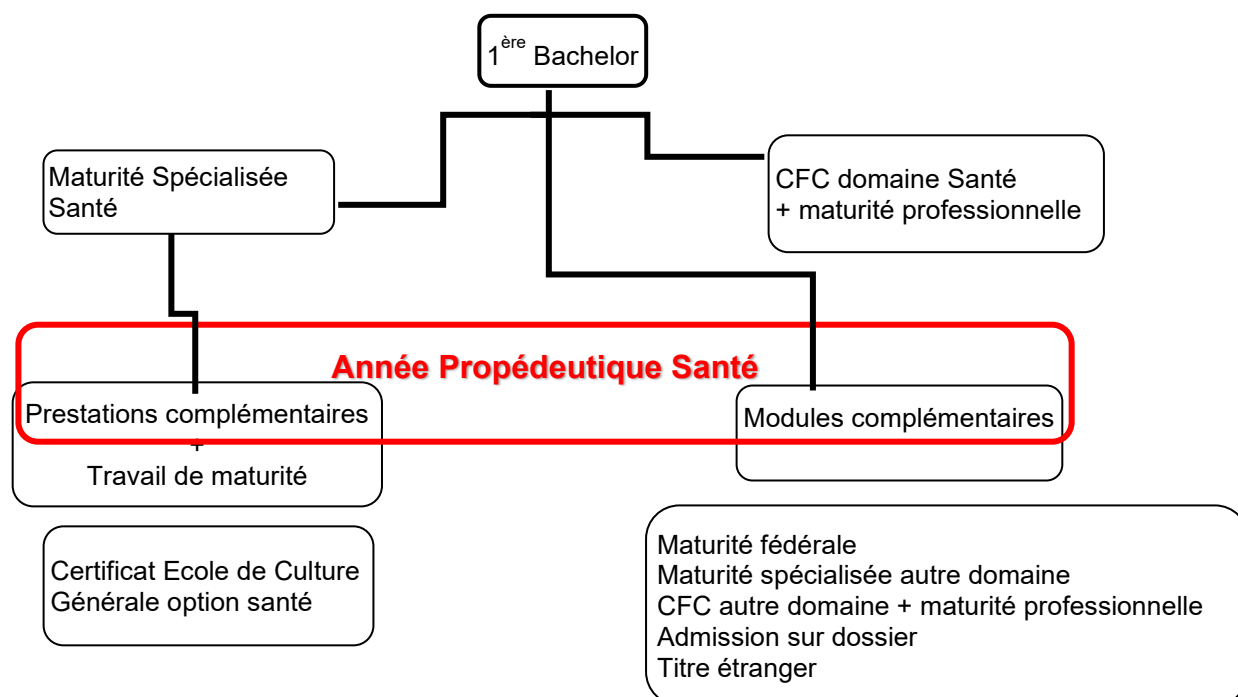 1ère Bachelor
Maturité Spécialisée
Santé
CFC domaine Santé
+ maturité professionnelle
Année Propédeutique Santé
Prestations complémentaires
+
Travail de maturité
Modules complémentaires
Certificat Ecole de Culture
Générale option santé
Maturité fédérale
Maturité spécialisée autre domaine
CFC autre domaine + maturité professionnelle
Admission sur dossier
Titre étranger